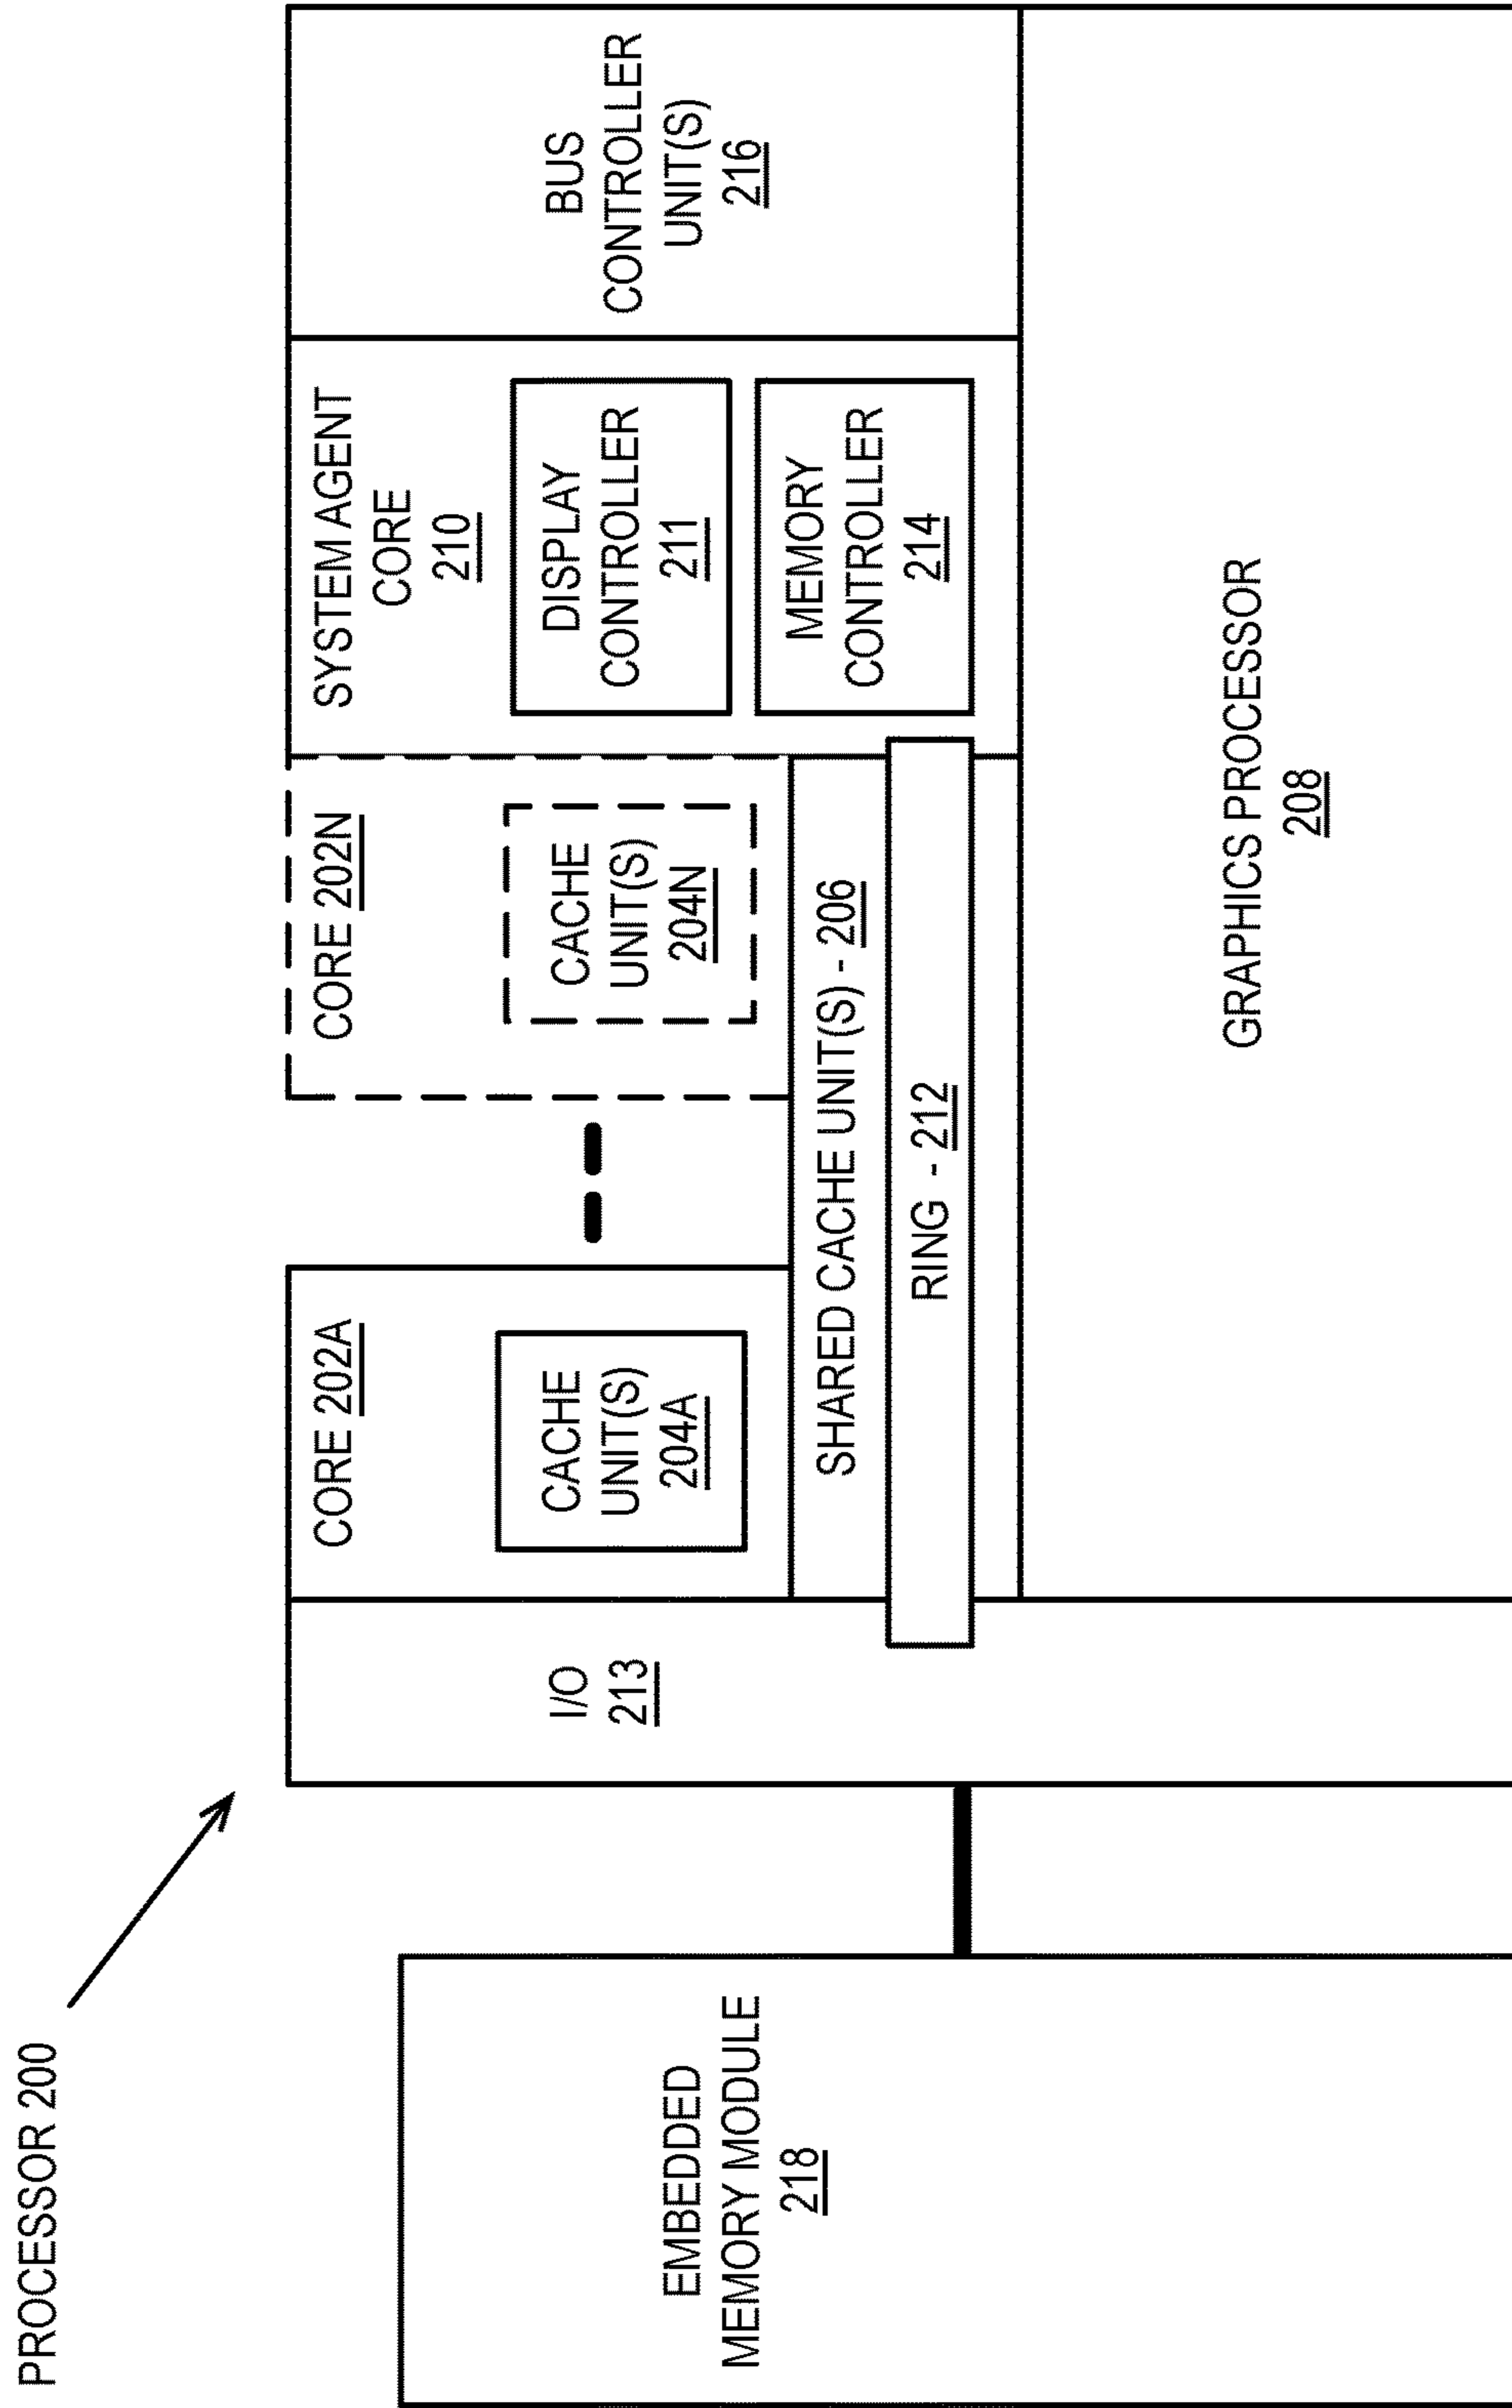 PROCESSOR 200
EMBEDDED
MEMORY MODULE
218
I/O
213
CORE 202A
CACHE
UNIT(S)
204A
CORE 202N
CACHE
UNIT(S)
204N
SHARED CACHE UNIT(S) - 206
RING - 212
SYSTEM AGENT
CORE
210
DISPLAY
CONTROLLER
211
MEMORY
CONTROLLER
214
BUS
CONTROLLER
UNIT(S)
216
GRAPHICS PROCESSOR
208